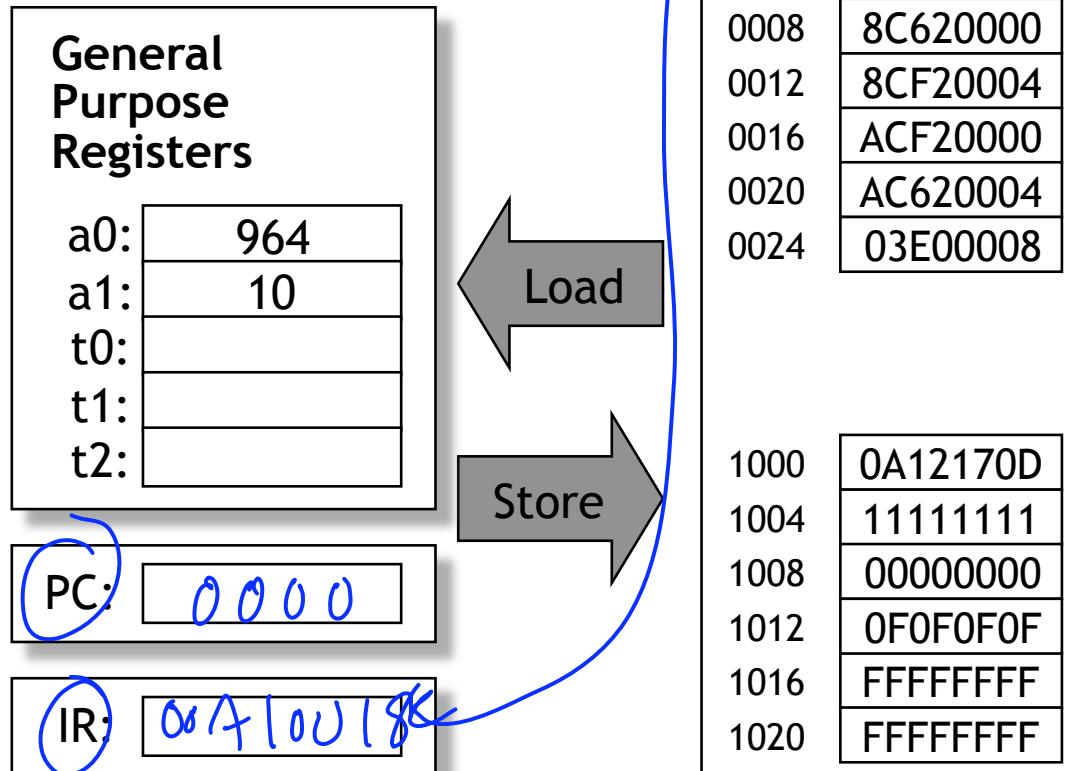 General
Purpose
Registers
a0: 964
a1: 10
t0:
t1:
t2:
PC: 0000
IR: 00A10018
Load
Store
0008 8C620000
0012 8CF20004
0016 ACF20000
0020 AC620004
0024 03E00008
1000 0A12170D
1004 11111111
1008 00000000
1012 0F0F0F0F
1016 FFFFFFFF
1020 FFFFFFFF